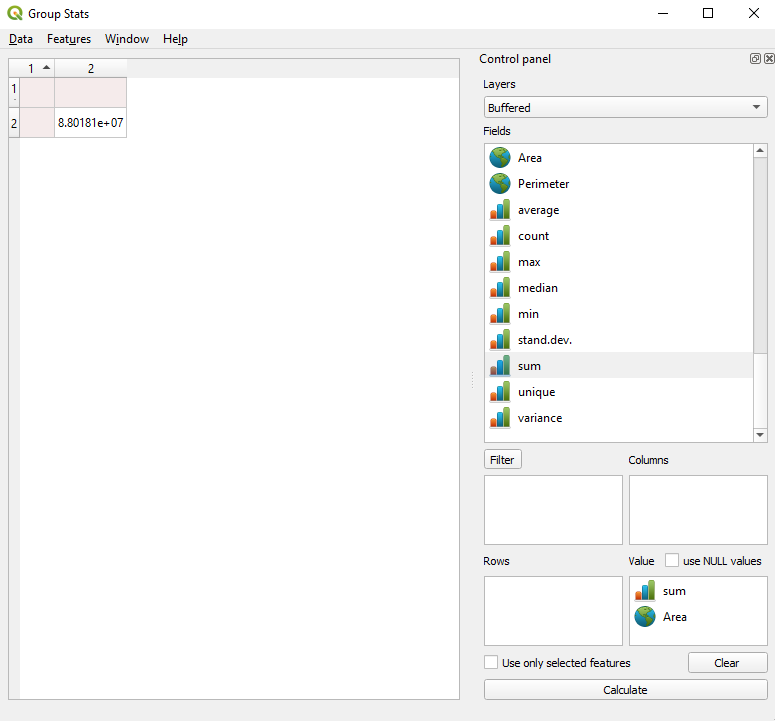 Group Stats
Data Features Window Help
1 2
1
2 8.80181e+07
Control panel
Layers
Buffered
Fields
Area
Perimeter
average
count
max
median
min
stand.dev.
sum
unique
variance
Filter Columns
Rows Value use NULL values
sum
Area
Use only selected features Clear
Calculate